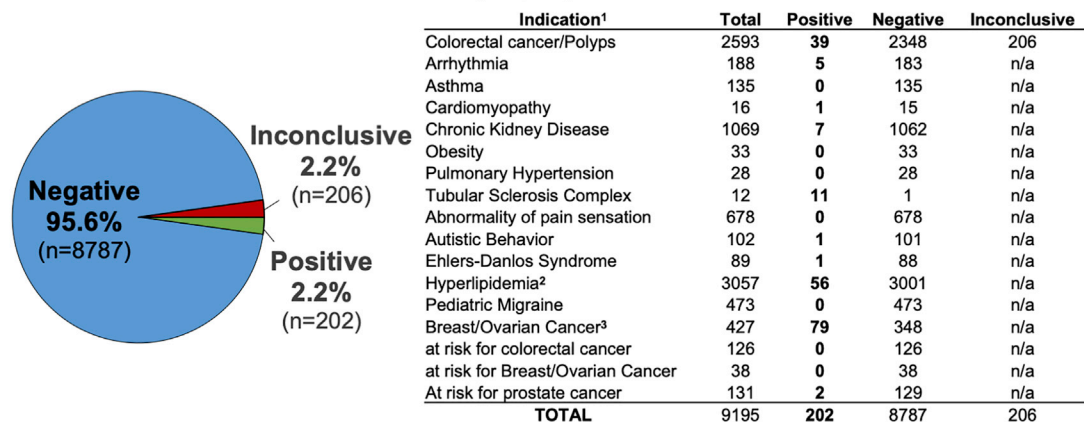 Negative
95.6%
(n=8787)
Inconclusive
2.2%
(n=206)
Positive
2.2%
(n=202)
Indication¹ Total Positive Negative Inconclusive
Colorectal cancer/Polyps 2593 39 2348 206
Arrhythmia 188 5 183 n/a
Asthma 135 0 135 n/a
Cardiomyopathy 16 1 15 n/a
Chronic Kidney Disease 1069 7 1062 n/a
Obesity 33 0 33 n/a
Pulmonary Hypertension 28 0 28 n/a
Tubular Sclerosis Complex 12 11 1 n/a
Abnormality of pain sensation 678 0 678 n/a
Autistic Behavior 102 1 101 n/a
Ehlers-Danlos Syndrome 89 1 88 n/a
Hyperlipidemia² 3057 56 3001 n/a
Pediatric Migraine 473 0 473 n/a
Breast/Ovarian Cancer³ 427 79 348 n/a
at risk for colorectal cancer 126 0 126 n/a
at risk for Breast/Ovarian Cancer 38 0 38 n/a
At risk for prostate cancer 131 2 129 n/a
TOTAL 9195 202 8787 206